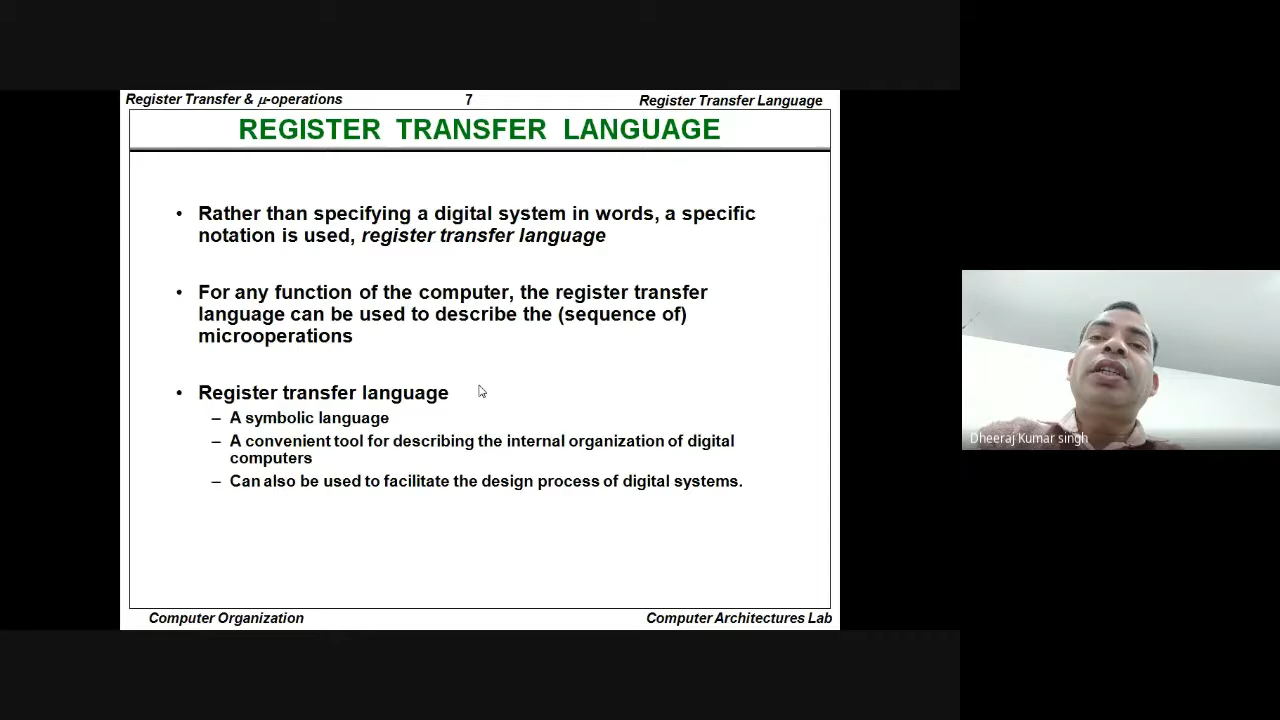 Register Transfer & μ-operations
7
Register Transfer Language
REGISTER TRANSFER LANGUAGE
• Rather than specifying a digital system in words, a specific
notation is used, register transfer language
• For any function of the computer, the register transfer
language can be used to describe the (sequence of)
microoperations
• Register transfer language
– A symbolic language
– A convenient tool for describing the internal organization of digital
computers
– Can also be used to facilitate the design process of digital systems.
Computer Organization
Computer Architectures Lab
Dheeraj Kumar singh